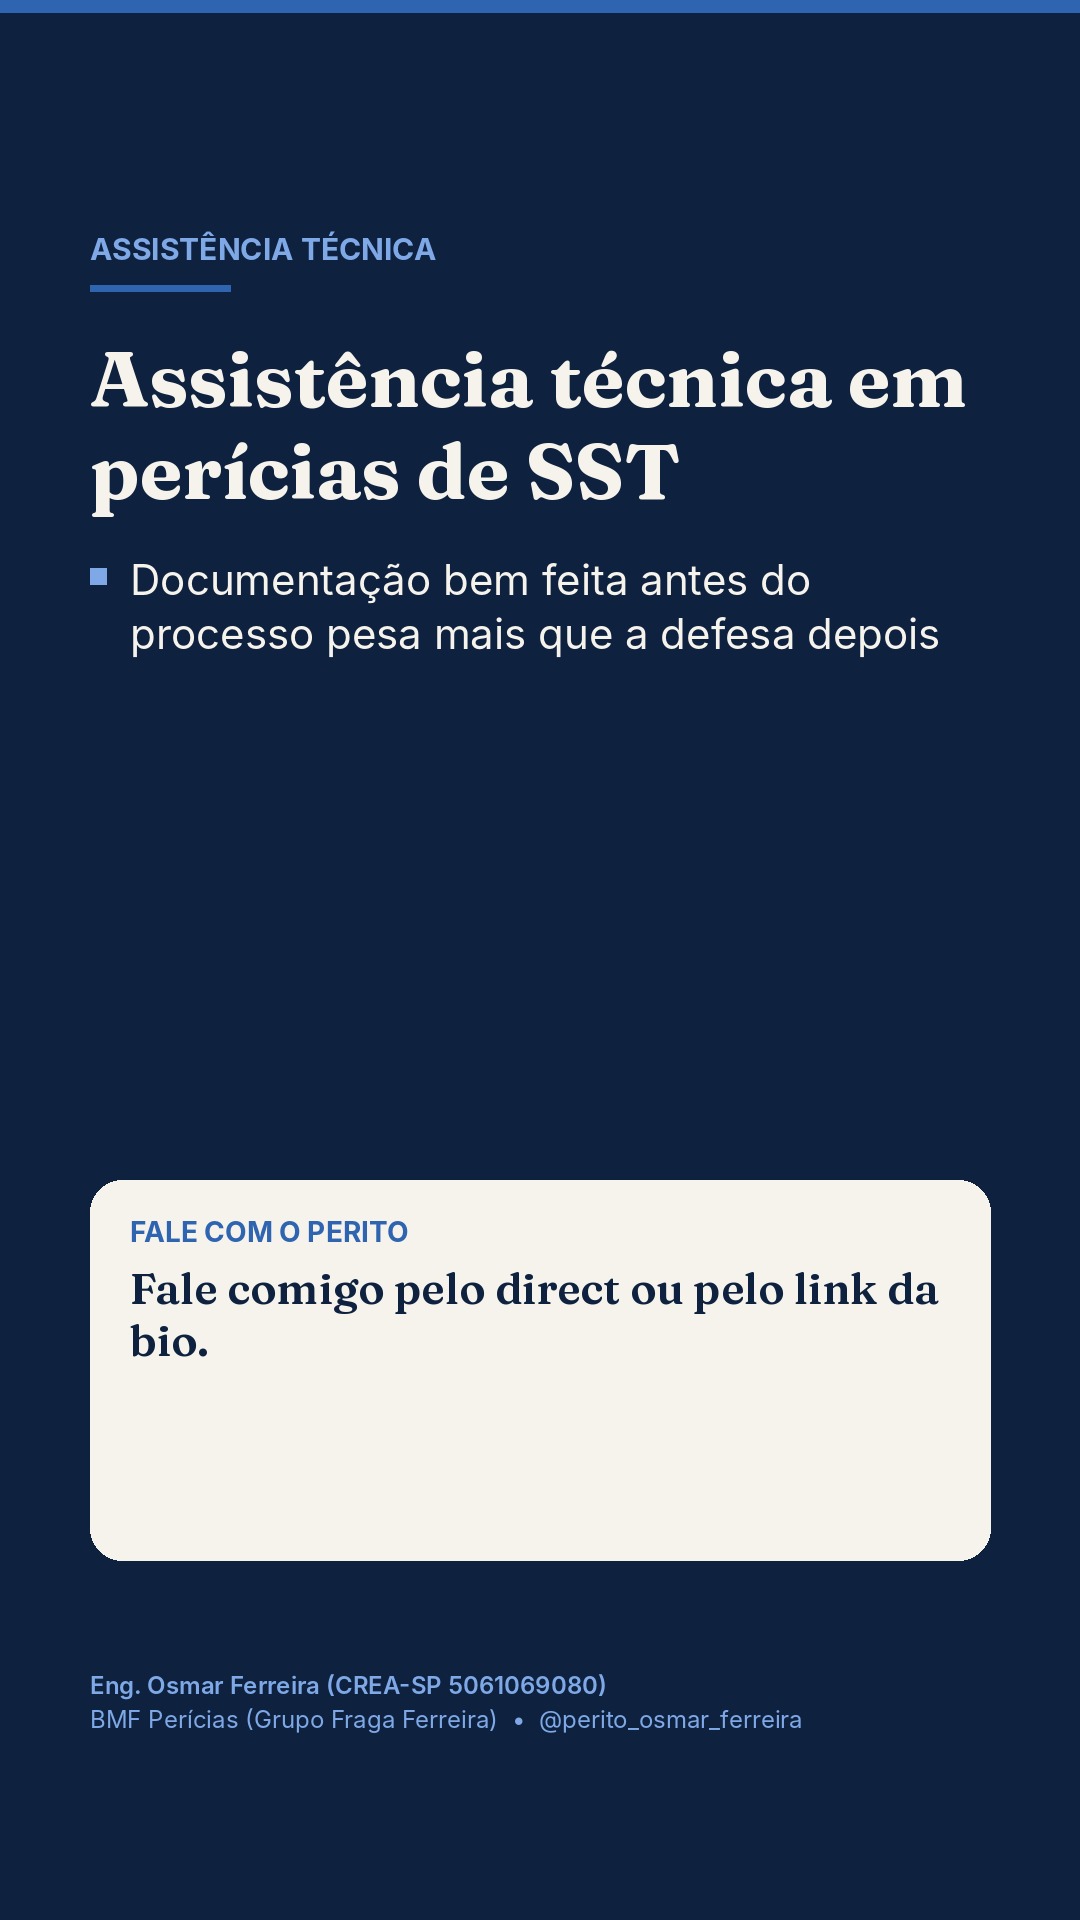 ASSISTÊNCIA TÉCNICA
Assistência técnica em
perícias de SST
Documentação bem feita antes do
processo pesa mais que a defesa depois
FALE COM O PERITO
Fale comigo pelo direct ou pelo link da
bio.
Eng. Osmar Ferreira (CREA-SP 5061069080)
BMF Perícias (Grupo Fraga Ferreira) • @perito_osmar_ferreira